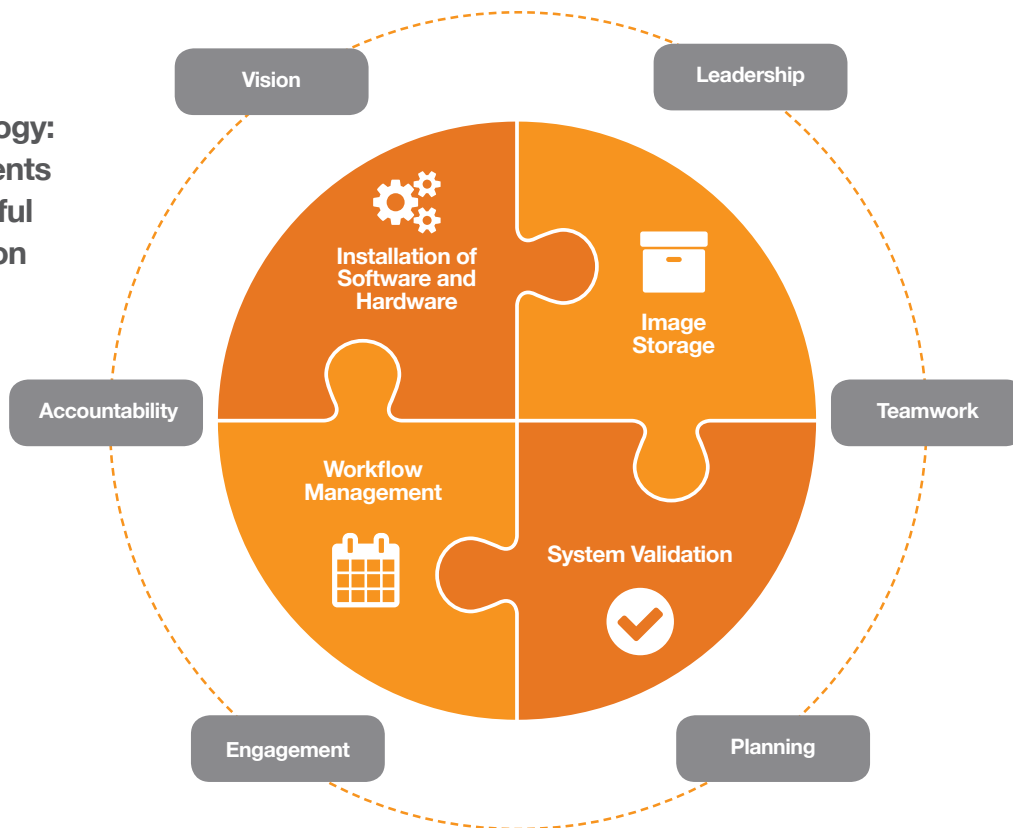 Vision
Leadership
ogy:
ents
ful
on
Installation of
Software and
Hardware
Image
Storage
Accountability
Teamwork
Workflow
Management
System Validation
Engagement
Planning